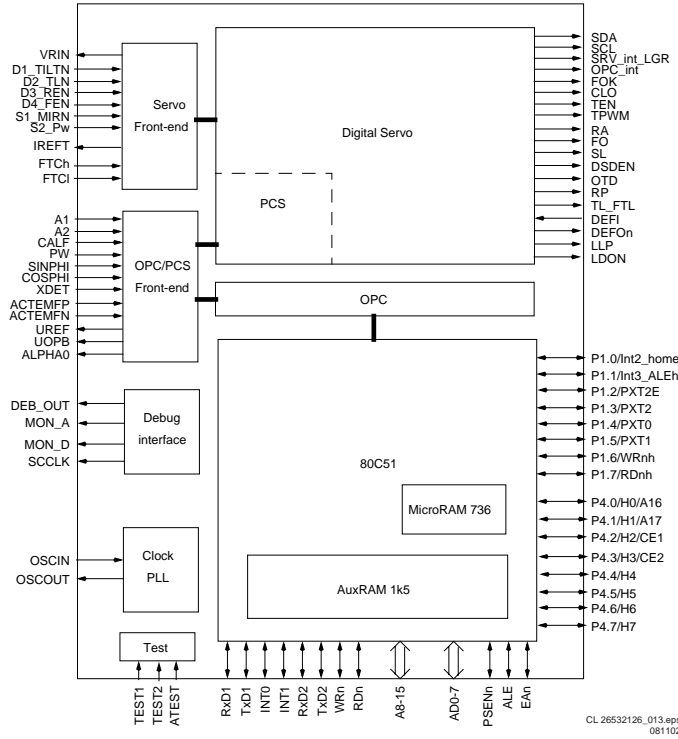 VRIN
D1_TILTN
D2_TLN
D3_REN
D4_FEN
S1_MIRN
S2_Pw
IREFT
FTCh
FTCl
Servo
Front-end
Digital Servo
PCS
SDA
SCL
SRV_int_LGR
OPC_int
FOK
CLO
TEN
TPWM
RA
FO
SL
DSDEN
OTD
RP
TL_FTL
DEFI
DEFOn
LLP
LDON
A1
A2
CALF
PW
SINPHI
COSPHI
XDET
ACTEMFP
ACTEMFN
UREF
UOPB
ALPHA0
OPC/PCS
Front-end
OPC
DEB_OUT
MON_A
MON_D
SCCLK
Debug
interface
80C51
MicroRAM 736
AuxRAM 1k5
P1.0/Int2_home
P1.1/Int3_ALEh
P1.2/PXT2E
P1.3/PXT2
P1.4/PXT0
P1.5/PXT1
P1.6/WRnh
P1.7/RDnh
P4.0/H0/A16
P4.1/H1/A17
P4.2/H2/CE1
P4.3/H3/CE2
P4.4/H4
P4.5/H5
P4.6/H6
P4.7/H7
OSCIN
OSCOUT
Clock
PLL
Test
TEST1
TEST2
ATEST
RxD1
TxD1
INT0
INT1
RxD2
TxD2
WRn
RDn
A8-15
AD0-7
PSENn
ALE
EAn
CL 26532126_013.eps
081102